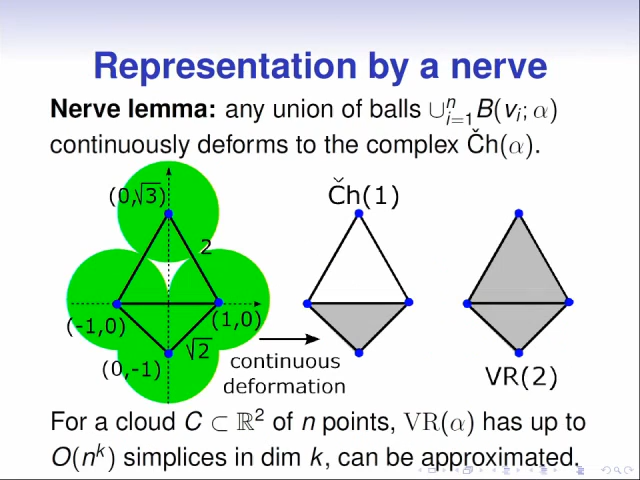 Representation by a nerve
Nerve lemma: any union of balls ∪ⁿᵢ₌₁B(vᵢ; α)
continuously deforms to the complex Čh(α).
(0,√3)
2
(-1,0)
(1,0)
√2
(0,-1)
continuous
deformation
Čh(1)
VR(2)
For a cloud C ⊂ ℝ² of n points, VR(α) has up to
O(nᵏ) simplices in dim k, can be approximated.